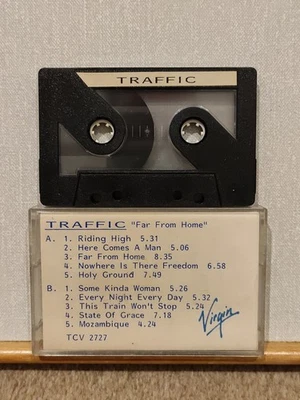 TRAFFIC
TRAFFIC "Far From Home"
A. 1. Riding High 5.31
2. Here Comes A Man 5.06
3. Far From Home 8.35
4. Nowhere Is There Freedom 6.58
5. Holy Ground 7.49
B. 1. Some Kinda Woman 5.26
2. Every Night Every Day 5.32
3. This Train Won't Stop 5.24
4. State Of Grace 7.18
5. Mozambique 4.24
TCV 2727
Virgin